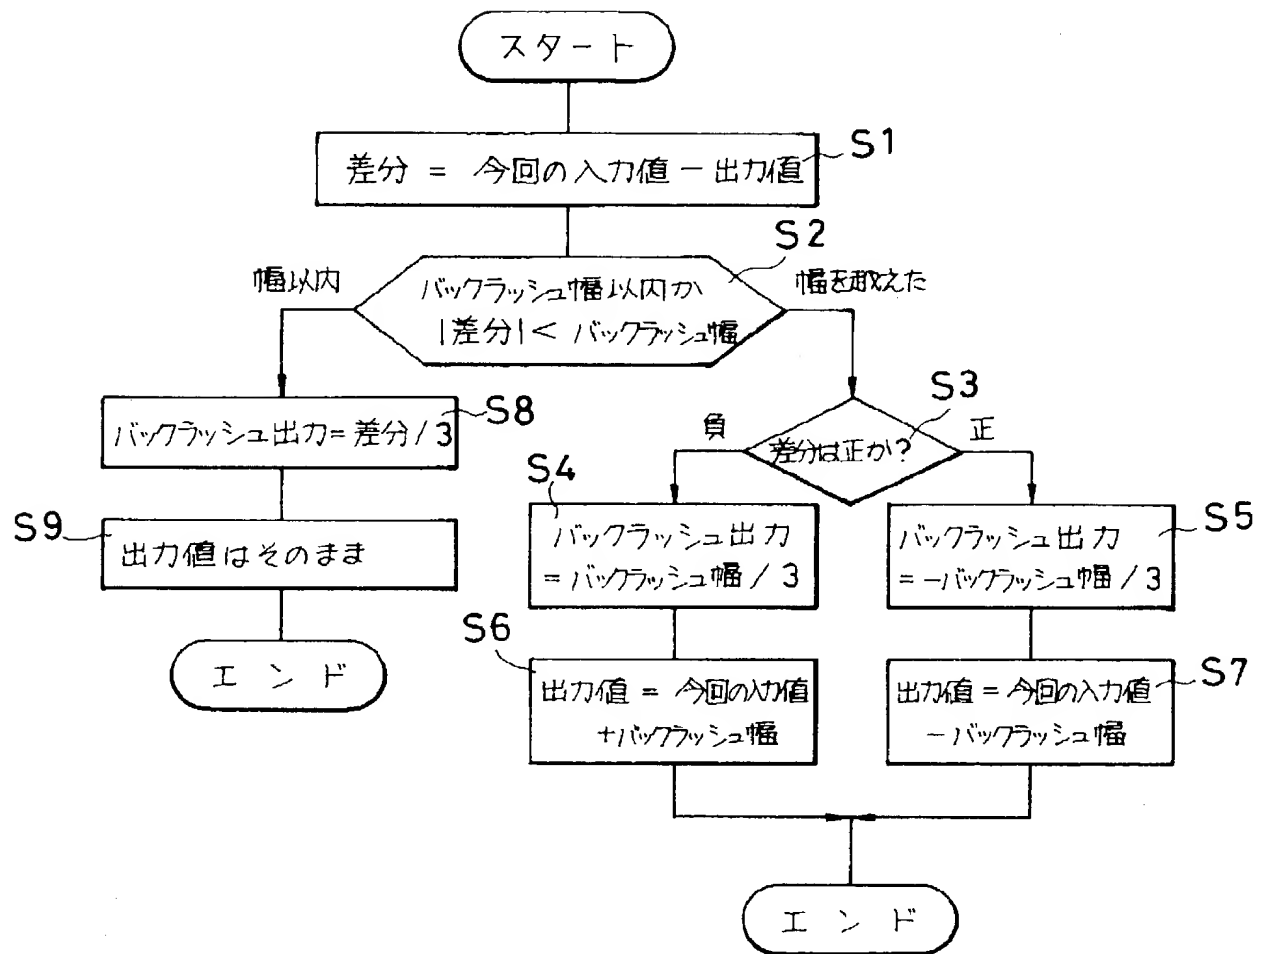 スタート
差分 = 今回の入力値 - 出力値
S1
S2
幅以内
バックラッシュ幅以内か
|差分| < バックラッシュ幅
幅を越えた
バックラッシュ出力=差分/3
S8
S3
負
差分は正か?
正
S9
出力値はそのまま
S4
バックラッシュ出力
=バックラッシュ幅/3
バックラッシュ出力
=-バックラッシュ幅/3
S5
エンド
S6
出力値 = 今回の入力値
+バックラッシュ幅
出力値 = 今回の入力値
-バックラッシュ幅
S7
エンド